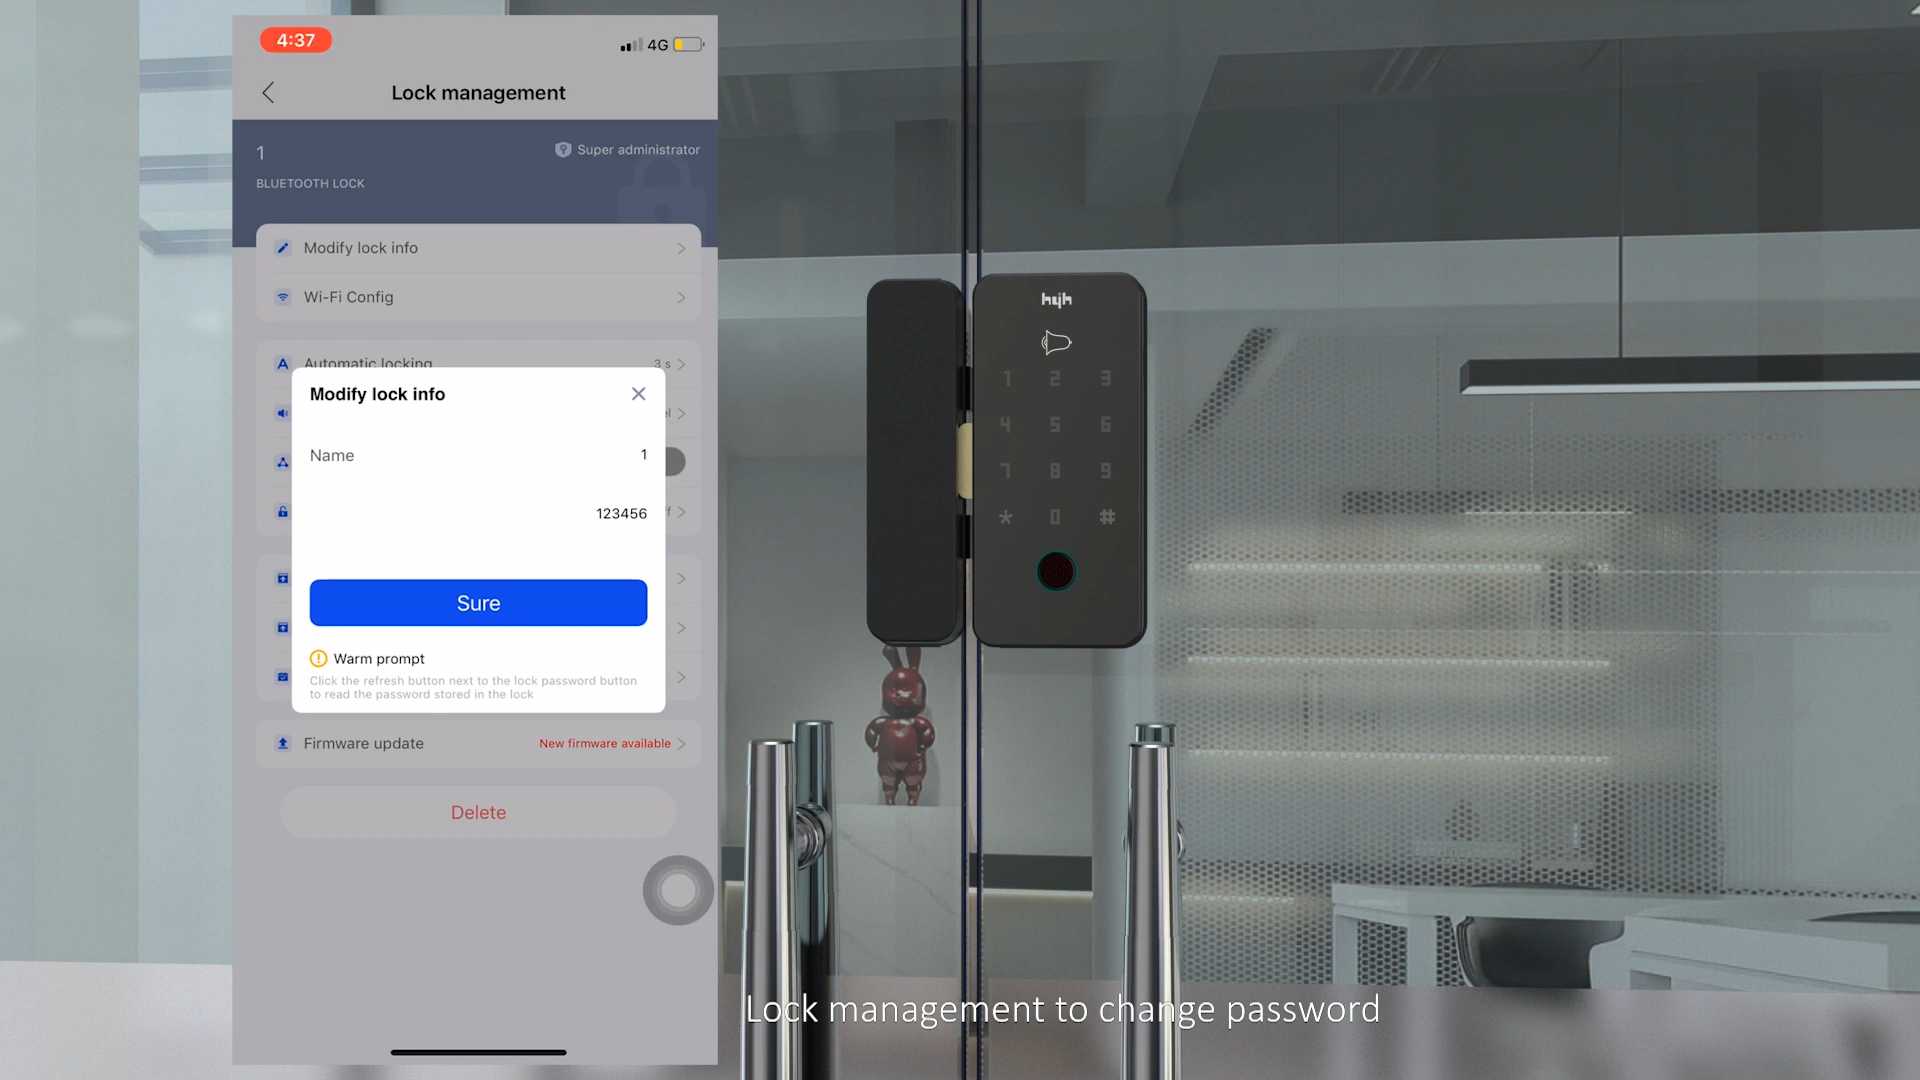 4:37
4G
Lock management
1
Super administrator
BLUETOOTH LOCK
Modify lock info
Wi-Fi Config
Automatic locking
3 s
Modify lock info
Name
1
123456
Sure
Warm prompt
Click the refresh button next to the lock password button
to read the password stored in the lock
Firmware update
New firmware available
Delete
hyh
1 2 3
4 5 6
7 8 9
* 0 #
Lock management to change password